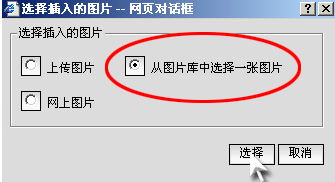 选择插入的图片 -- 网页对话框
选择插入的图片
上传图片 从图片库中选择一张图片
网上图片
选择 取消